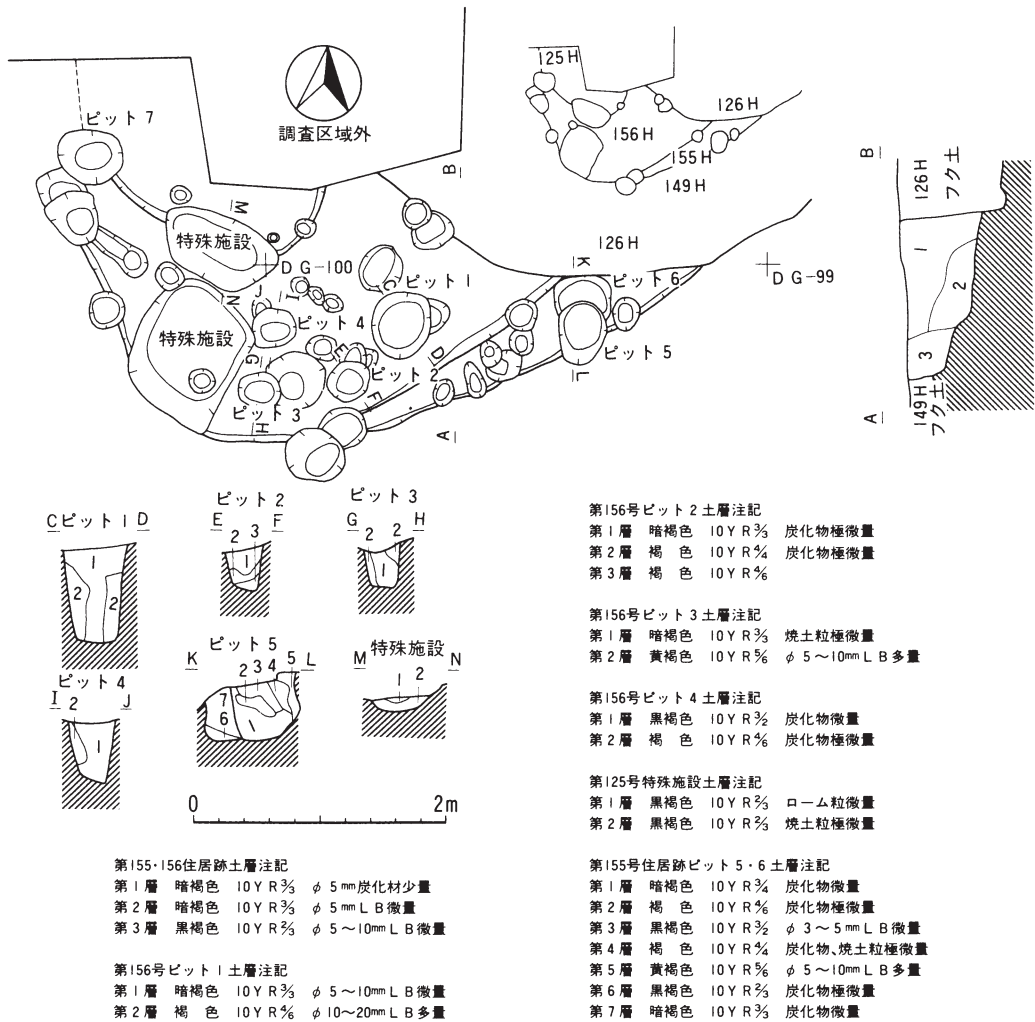 ピット 7
調査区域外
B
M
特殊施設
D G-100
126H
K
D G-99
N
J
I
C
ピット 1
ピット 6
特殊施設
ピット 4
E
D
ピット 5
G
ピット 2
L
ピット 3
F
H
A
125H
126H
156H
155H
149H
B
126H
フク土
1
2
3
149H
フク土
A
C ピット 1 D
1
2
2
ピット 2
E F
2 3
1
ピット 3
G H
2 2
1
ピット 4
I J
2
1
ピット 5
K L
2 3 4 5
7
6
1
特殊施設
M N
1 2
0 2m
第155・156住居跡土層注記
第1層 暗褐色 10YR3/3 φ5mm炭化材少量
第2層 暗褐色 10YR3/3 φ5mmLB微量
第3層 黒褐色 10YR2/3 φ5~10mmLB微量
第156号ピット1土層注記
第1層 暗褐色 10YR3/3 φ5~10mmLB微量
第2層 褐 色 10YR4/6 φ10~20mmLB多量
第156号ピット2土層注記
第1層 暗褐色 10YR3/3 炭化物極微量
第2層 褐 色 10YR4/4 炭化物極微量
第3層 褐 色 10YR4/6
第156号ピット3土層注記
第1層 暗褐色 10YR3/3 焼土粒極微量
第2層 黄褐色 10YR5/6 φ5~10mmLB多量
第156号ピット4土層注記
第1層 黒褐色 10YR3/2 炭化物微量
第2層 褐 色 10YR4/6 炭化物極微量
第125号特殊施設土層注記
第1層 黒褐色 10YR2/3 ローム粒微量
第2層 黒褐色 10YR2/3 焼土粒極微量
第155号住居跡ピット5・6土層注記
第1層 暗褐色 10YR3/4 炭化物微量
第2層 褐 色 10YR4/6 炭化物極微量
第3層 黒褐色 10YR3/2 φ3~5mmLB微量
第4層 褐 色 10YR4/4 炭化物、焼土粒極微量
第5層 黄褐色 10YR5/6 φ5~10mmLB多量
第6層 黒褐色 10YR2/3 炭化物極微量
第7層 暗褐色 10YR3/3 炭化物微量